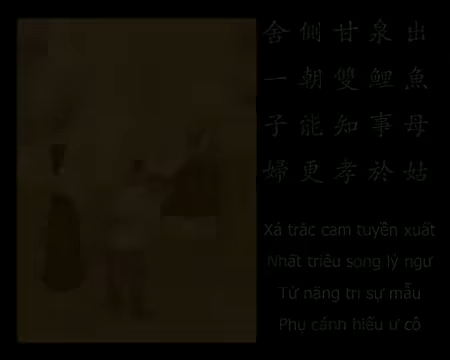 舍側甘泉出
一朝雙鯉魚
子能知事母
婦更孝於姑
Xá trắc cam tuyền xuất
Nhất triêu song lý ngư
Tử năng tri sự mẫu
Phụ cánh hiếu ư cô